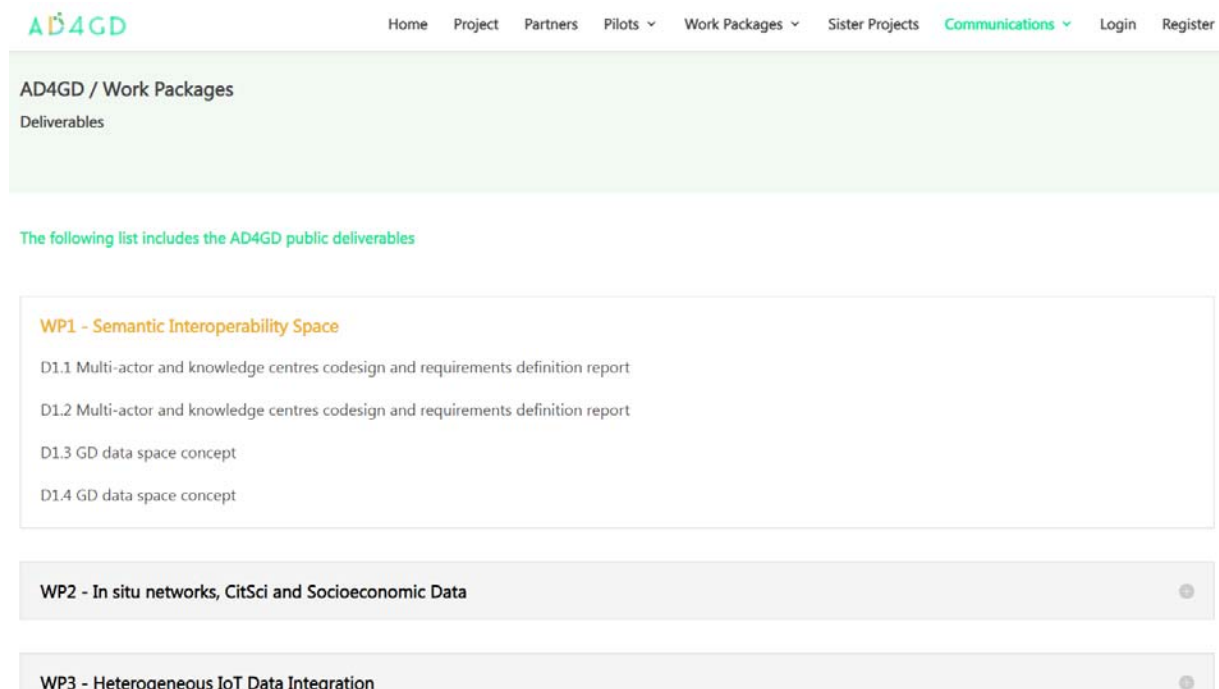 AD4GD Home Project Partners Pilots Work Packages Sister Projects Communications Login Register
AD4GD / Work Packages
Deliverables
The following list includes the AD4GD public deliverables
WP1 - Semantic Interoperability Space
D1.1 Multi-actor and knowledge centres codesign and requirements definition report
D1.2 Multi-actor and knowledge centres codesign and requirements definition report
D1.3 GD data space concept
D1.4 GD data space concept
WP2 - In situ networks, CitSci and Socioeconomic Data
WP3 - Heterogeneous IoT Data Integration